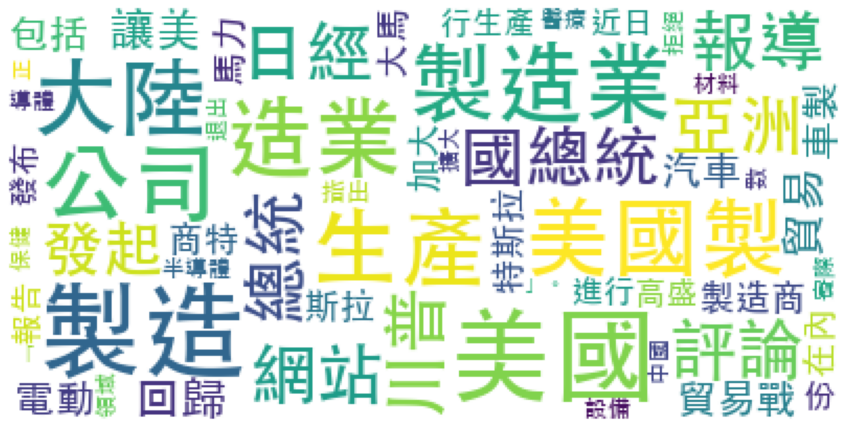 包括
讓美
馬力
日經
大馬
行生產
醫療
近日
拒絕
報導
正
導體
大陸
退出
造業
製造業
材料
亞洲
車製
發布
公司
加大
擴大
國總統
汽車
數
貿易
保健
發起
商特
半導體
總統
指出
生產
特斯拉
美國製
實際
報告
一
製造
斯拉
川普
」。
進行
高盛
製造商
在內
電動
領域
回歸
網站
美國
設備
中國
評論
貿易戰
份